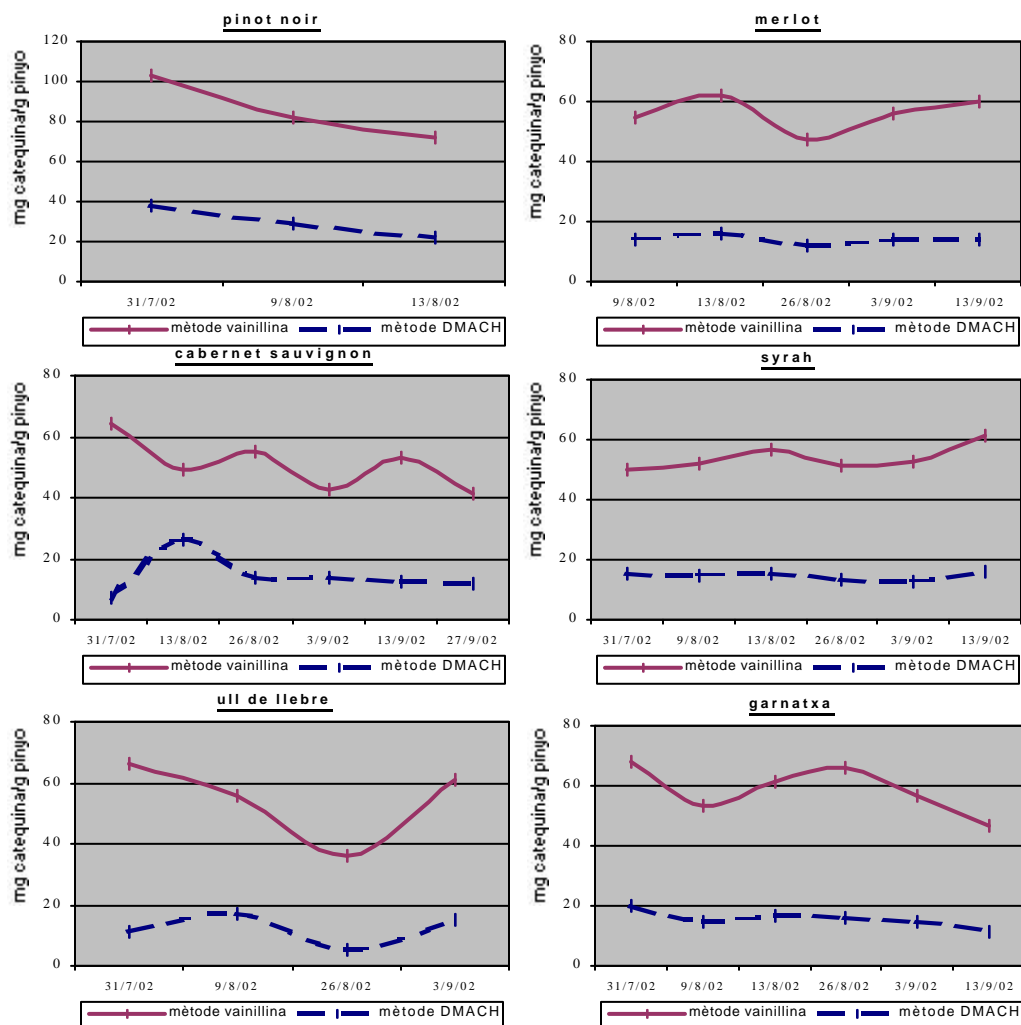 pinot noir
mg catequina/g pinyo
120
100
80
60
40
20
0
31/7/02 9/8/02 13/8/02
mètode vainillina mètode DMACH
merlot
mg catequina/g pinyo
80
60
40
20
0
9/8/02 13/8/02 26/8/02 3/9/02 13/9/02
mètode vainillina mètode DMACH
cabernet sauvignon
mg catequina/g pinyo
80
60
40
20
0
31/7/02 13/8/02 26/8/02 3/9/02 13/9/02 27/9/02
mètode vainillina mètode DMACH
syrah
mg catequina/g pinyo
80
60
40
20
0
31/7/02 9/8/02 13/8/02 26/8/02 3/9/02 13/9/02
mètode vainillina mètode DMACH
ull de llebre
mg catequina/g pinyo
80
60
40
20
0
31/7/02 9/8/02 26/8/02 3/9/02
mètode vainillina mètode DMACH
garnatxa
mg catequina/g pinyo
80
60
40
20
0
31/7/02 9/8/02 13/8/02 26/8/02 3/9/02 13/9/02
mètode vainillina mètode DMACH